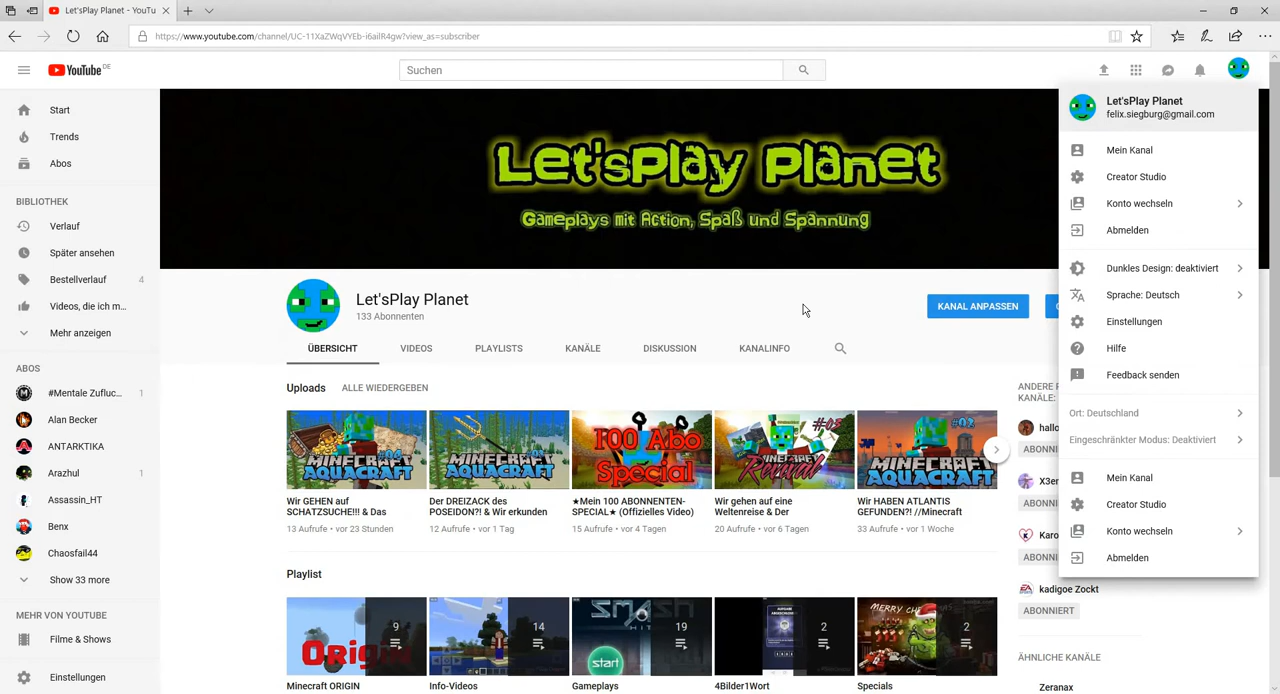 Let'sPlay Planet - YouTu
https://www.youtube.com/channel/UC-11XaZWqVYEb-i6ailR4gw?view_as=subscriber
YouTube DE
Suchen
Start
Trends
Abos
BIBLIOTHEK
Verlauf
Später ansehen
Bestellverlauf 4
Videos, die ich m...
Mehr anzeigen
ABOS
#Mentale Zufluc... 1
Alan Becker
ANTARKTIKA
Arazhul 1
Assassin_HT
Benx
Chaosfail44
Show 33 more
MEHR VON YOUTUBE
Filme & Shows
Einstellungen
Let'sPlay Planet
Gameplays mit Action, Spaß und Spannung
Let'sPlay Planet
133 Abonnenten
KANAL ANPASSEN
ÜBERSICHT VIDEOS PLAYLISTS KANÄLE DISKUSSION KANALINFO
Uploads ALLE WIEDERGEBEN
#04
MINECRAFT
AQUACRAFT
Wir GEHEN auf
SCHATZSUCHE!!! & Das
13 Aufrufe • vor 23 Stunden
MINECRAFT
AQUACRAFT
Der DREIZACK des
POSEIDON?! & Wir erkunden
12 Aufrufe • vor 1 Tag
100 Abo
Special
★Mein 100 ABONNENTEN-
SPECIAL★ (Offizielles Video)
15 Aufrufe • vor 4 Tagen
MINECRAFT
Revival
Wir gehen auf eine
Weltenreise & Der
20 Aufrufe • vor 6 Tagen
#02
MINECRAFT
AQUACRAFT
Wir HABEN ATLANTIS
GEFUNDEN?! //Minecraft
33 Aufrufe • vor 1 Woche
Playlist
9
Minecraft ORIGIN
14
Info-Videos
SMASH
HIT
start
19
Gameplays
2
4Bilder1Wort
MERRY
2
Specials
ANDERE
KANÄLE:
hallo
X3er
Karo
kadigoe Zockt
ABONNIERT
ÄHNLICHE KANÄLE
Zeranax
Let'sPlay Planet
felix.siegburg@gmail.com
Mein Kanal
Creator Studio
Konto wechseln
Abmelden
Dunkles Design: deaktiviert
Sprache: Deutsch
Einstellungen
Hilfe
Feedback senden
Ort: Deutschland
Eingeschränkter Modus: Deaktiviert
Mein Kanal
Creator Studio
Konto wechseln
Abmelden